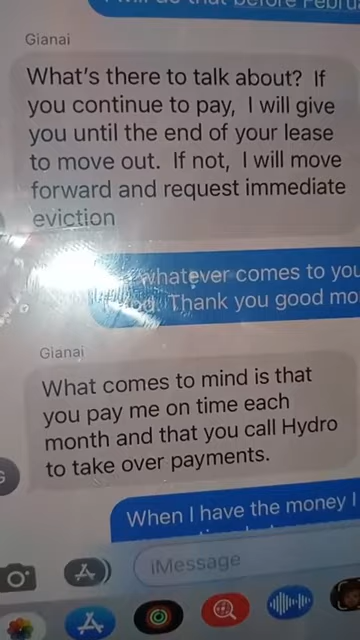 that before Febru
Gianai
What's there to talk about? If
you continue to pay, I will give
you until the end of your lease
to move out. If not, I will move
forward and request immediate
eviction
whatever comes to you
Thank you good mo
Gianai
What comes to mind is that
you pay me on time each
month and that you call Hydro
to take over payments.
When I have the money I
iMessage